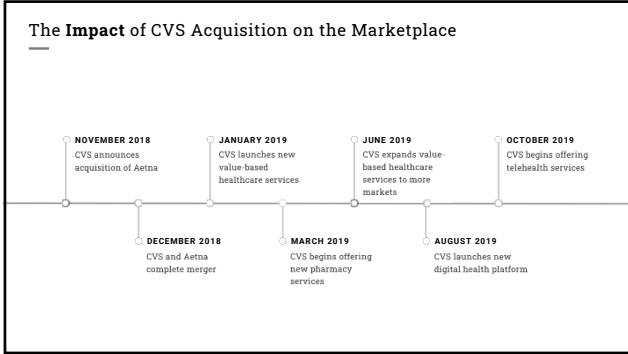 The Impact of CVS Acquisition on the Marketplace
NOVEMBER 2018
CVS announces
acquisition of Aetna
JANUARY 2019
CVS launches new
value-based
healthcare services
JUNE 2019
CVS expands value-
based healthcare
services to more
markets
OCTOBER 2019
CVS begins offering
telehealth services
DECEMBER 2018
CVS and Aetna
complete merger
MARCH 2019
CVS begins offering
new pharmacy
services
AUGUST 2019
CVS launches new
digital health platform